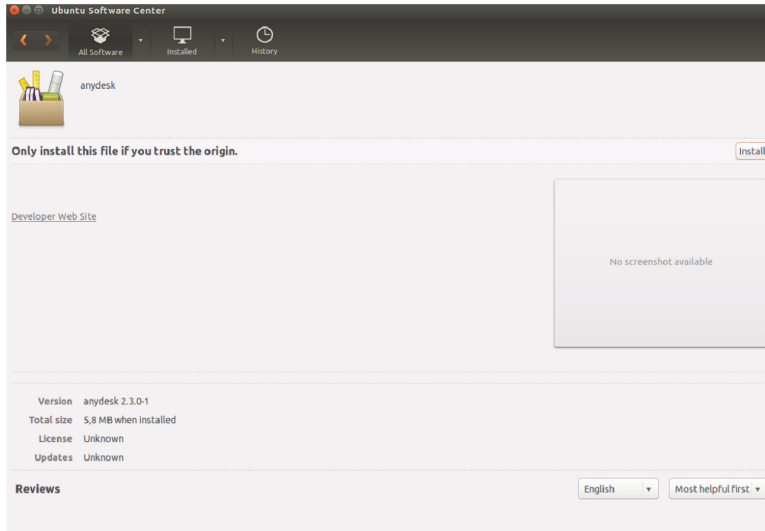 Ubuntu Software Center
All Software
Installed
History
anydesk
Only install this file if you trust the origin.
Install
Developer Web Site
No screenshot available
Version anydesk 2.3.0-1
Total size 5,8 MB when installed
License Unknown
Updates Unknown
Reviews
English
Most helpful first